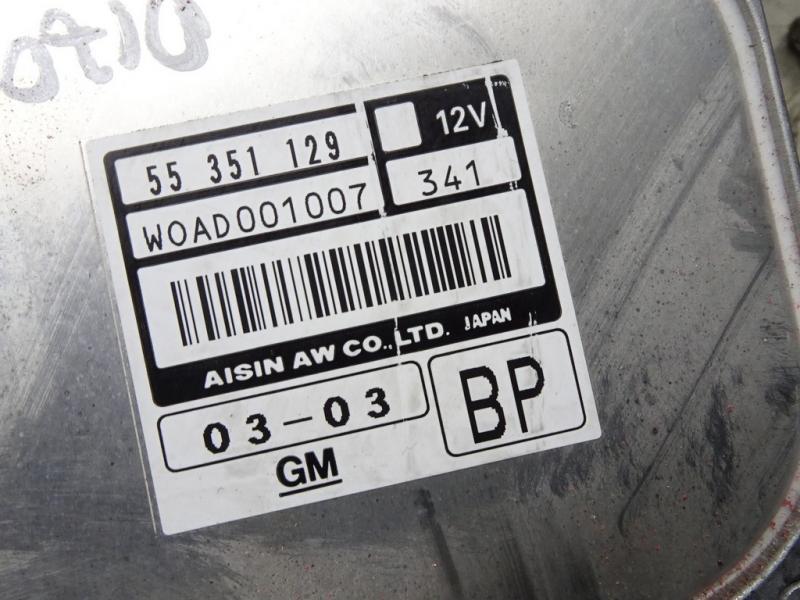 55 351 129
12V
WOAD001007
341
AISIN AW CO.,LTD. JAPAN
03-03
BP
GM